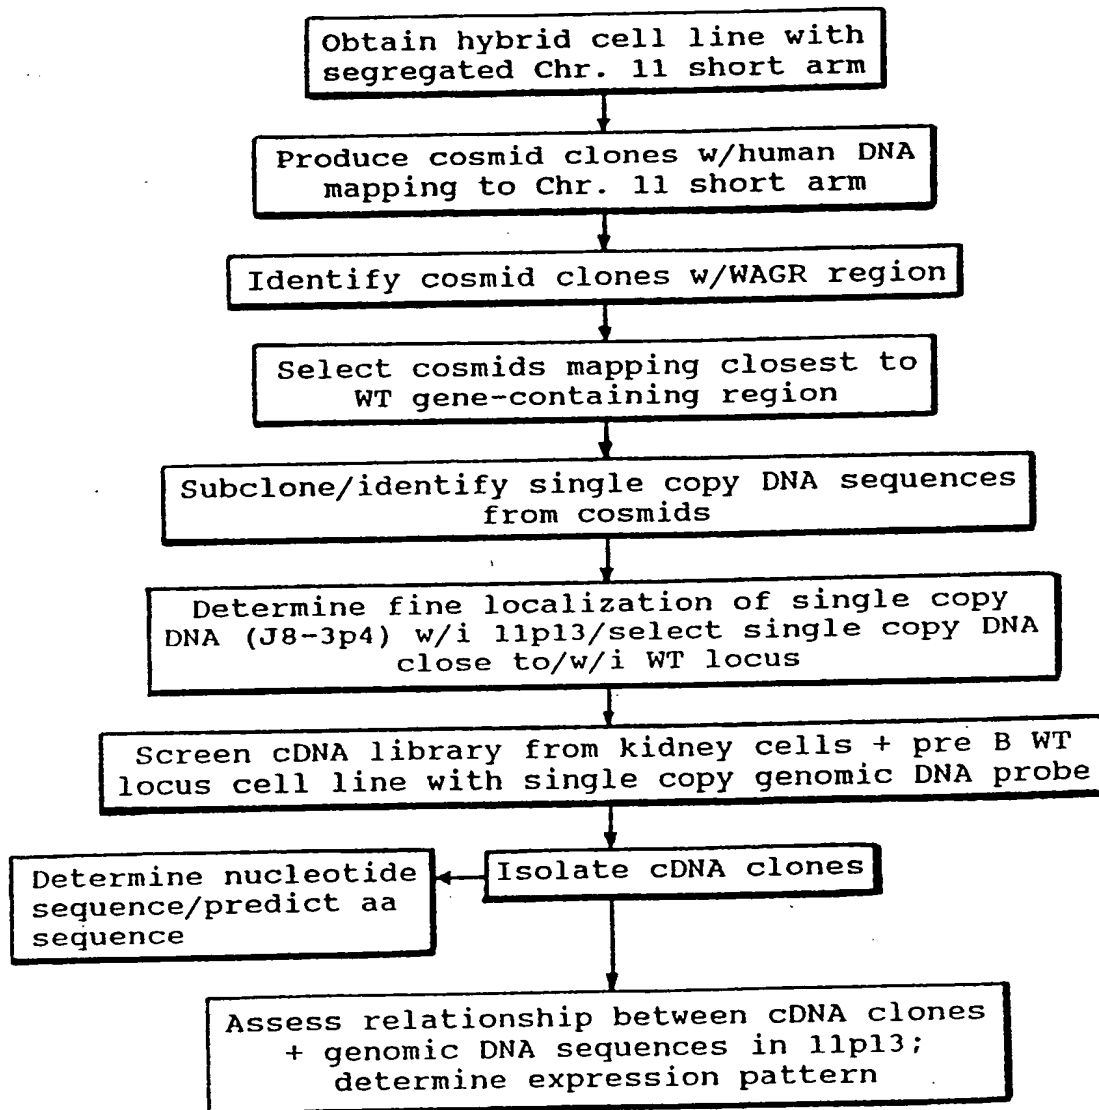 Obtain hybrid cell line with
segregated Chr. 11 short arm
Produce cosmid clones w/human DNA
mapping to Chr. 11 short arm
Identify cosmid clones w/WAGR region
Select cosmids mapping closest to
WT gene-containing region
Subclone/identify single copy DNA sequences
from cosmids
Determine fine localization of single copy
DNA (J8-3p4) w/i 11p13/select single copy DNA
close to/w/i WT locus
Screen cDNA library from kidney cells + pre B WT
locus cell line with single copy genomic DNA probe
Isolate cDNA clones
Determine nucleotide
sequence/predict aa
sequence
Assess relationship between cDNA clones
+ genomic DNA sequences in 11p13;
determine expression pattern